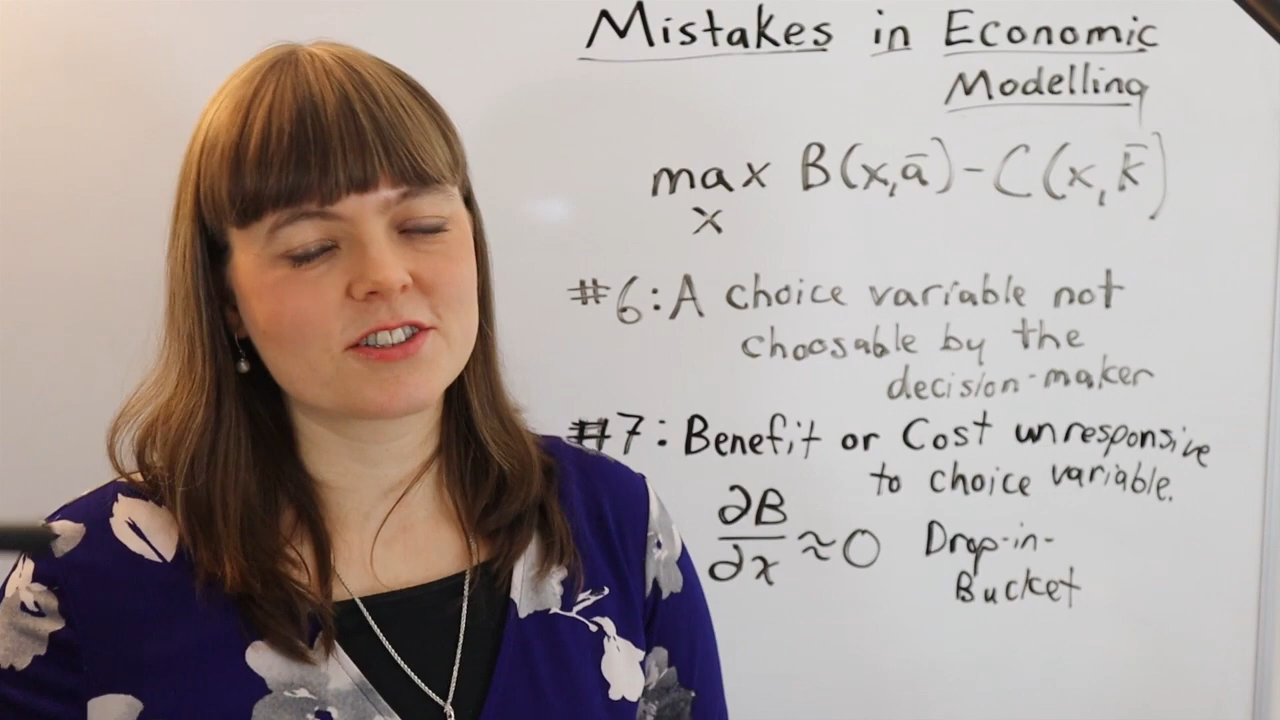 Mistakes in Economic
Modelling
max B(x,ā)-C(x,k̄)
x
#6: A choice variable not
choosable by the
decision-maker
#7: Benefit or Cost unresponsive
to choice variable.
∂B/∂x ≈ 0 Drop-in-
Bucket